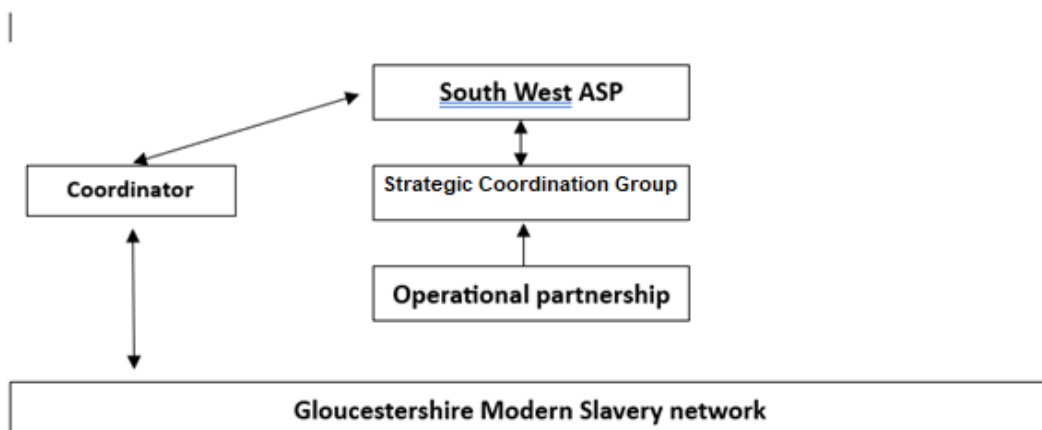 South West ASP
Coordinator
Strategic Coordination Group
Operational partnership
Gloucestershire Modern Slavery network